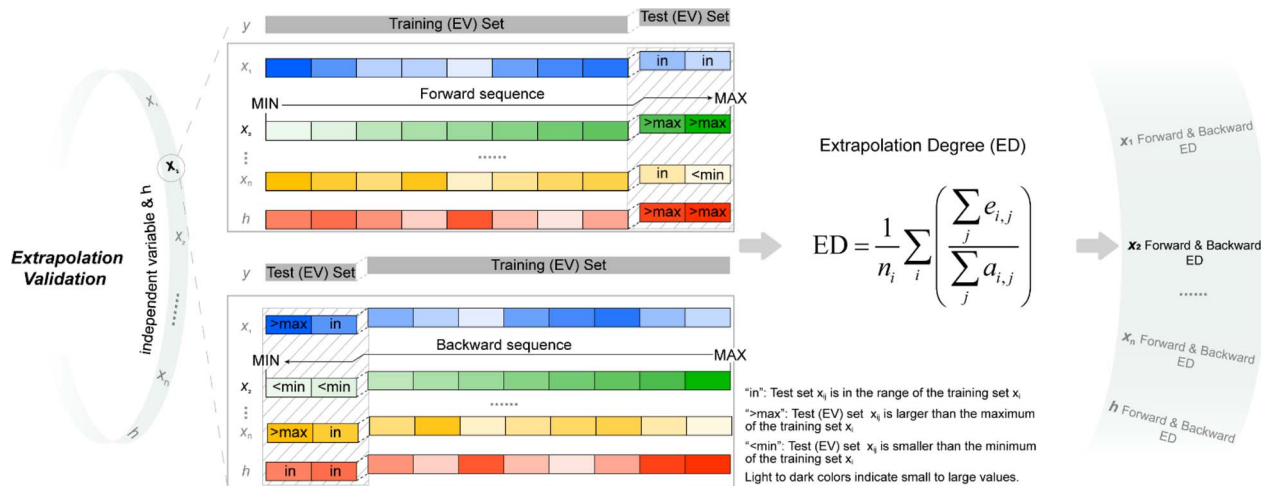 Extrapolation
Validation
independent variable & h
x₁
x₂
x₂
......
xₙ
h
y
Training (EV) Set
Test (EV) Set
x₁
in
in
Forward sequence
MIN
MAX
x₂
>max
>max
......
xₙ
in
<min
h
>max
>max
y
Test (EV) Set
Training (EV) Set
x₁
>max
in
Backward sequence
MIN
MAX
x₂
<min
<min
......
xₙ
>max
in
h
in
in
Extrapolation Degree (ED)
ED = 1/nᵢ ∑ᵢ (∑ⱼ eᵢ,ⱼ / ∑ⱼ aᵢ,ⱼ)
"in": Test set xᵢⱼ is in the range of the training set xᵢ
">max": Test (EV) set xᵢⱼ is larger than the maximum
of the training set xᵢ
"<min": Test (EV) set xᵢⱼ is smaller than the minimum
of the training set xᵢ
Light to dark colors indicate small to large values.
x₁ Forward & Backward
ED
x₂ Forward & Backward
ED
......
xₙ Forward & Backward
ED
h Forward & Backward
ED